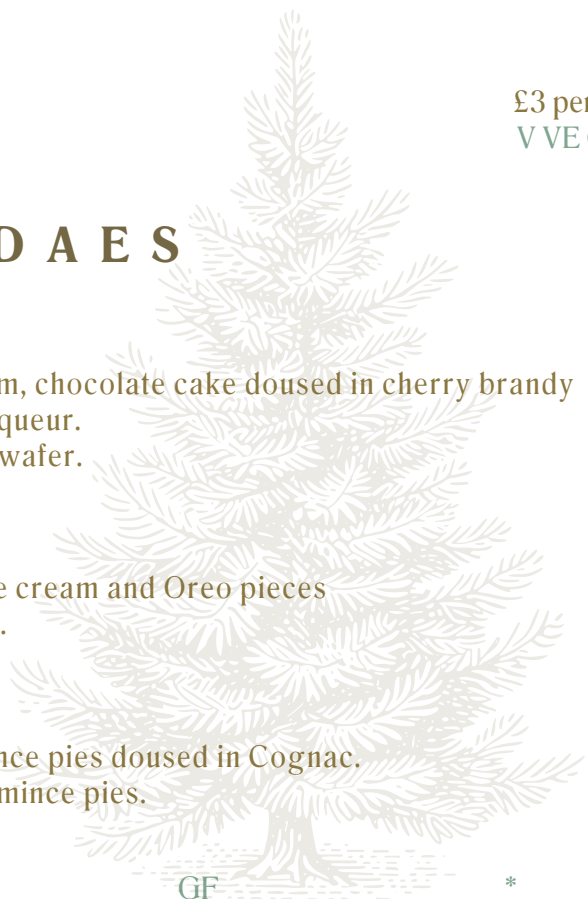 £3 per
V VE
DAES
m, chocolate cake doused in cherry brandy
queur.
wafer.
e cream and Oreo pieces
.
nce pies doused in Cognac.
mince pies.
GF *